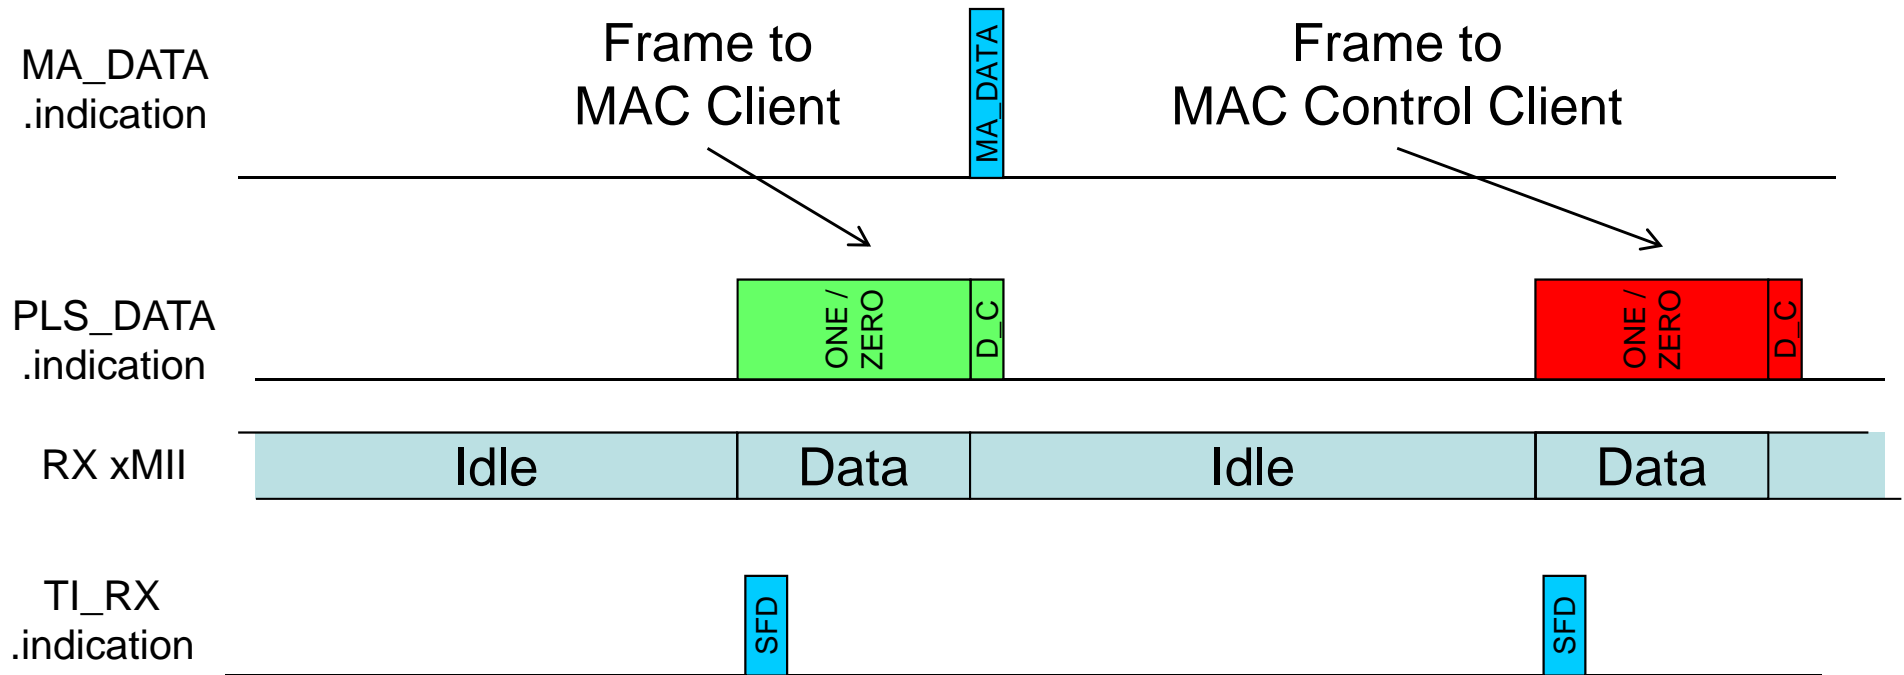 MA_DATA
.indication
Frame to
MAC Client
MA_DATA
Frame to
MAC Control Client
PLS_DATA
.indication
ONE /
ZERO
D_C
ONE /
ZERO
D_C
RX xMII
Idle
Data
Idle
Data
TI_RX
.indication
SFD
SFD